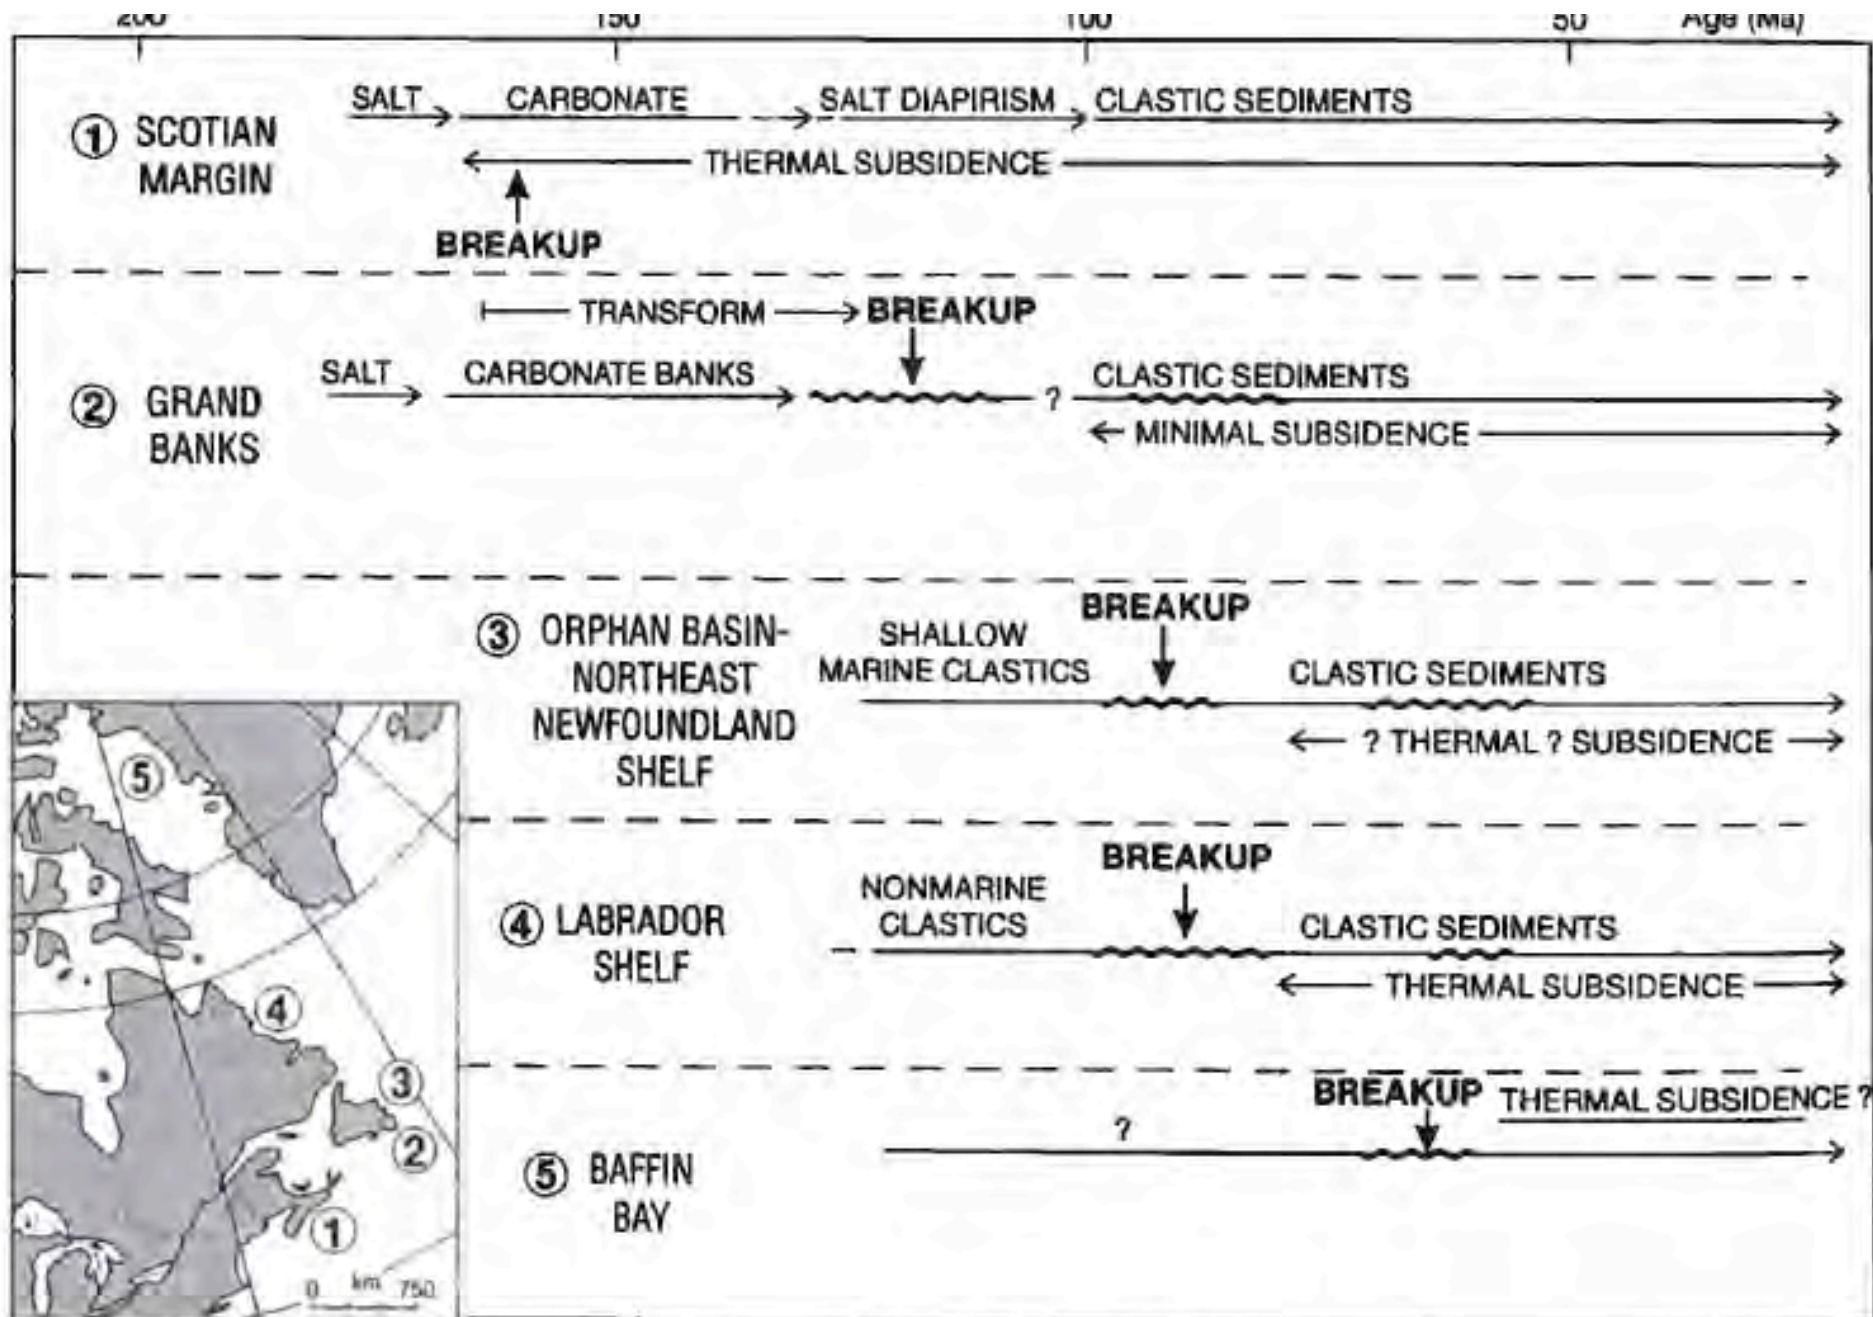 200 150 100 50 Age (Ma)
SALT CARBONATE SALT DIAPIRISM CLASTIC SEDIMENTS
① SCOTIAN
MARGIN
THERMAL SUBSIDENCE
BREAKUP
TRANSFORM BREAKUP
SALT CARBONATE BANKS ? CLASTIC SEDIMENTS
② GRAND
BANKS
MINIMAL SUBSIDENCE
BREAKUP
③ ORPHAN BASIN-
NORTHEAST
NEWFOUNDLAND
SHELF
SHALLOW
MARINE CLASTICS
CLASTIC SEDIMENTS
? THERMAL ? SUBSIDENCE
BREAKUP
④ LABRADOR
SHELF
NONMARINE
CLASTICS
CLASTIC SEDIMENTS
THERMAL SUBSIDENCE
BREAKUP THERMAL SUBSIDENCE ?
?
⑤ BAFFIN
BAY
⑤
④
③
②
①
0 km 750